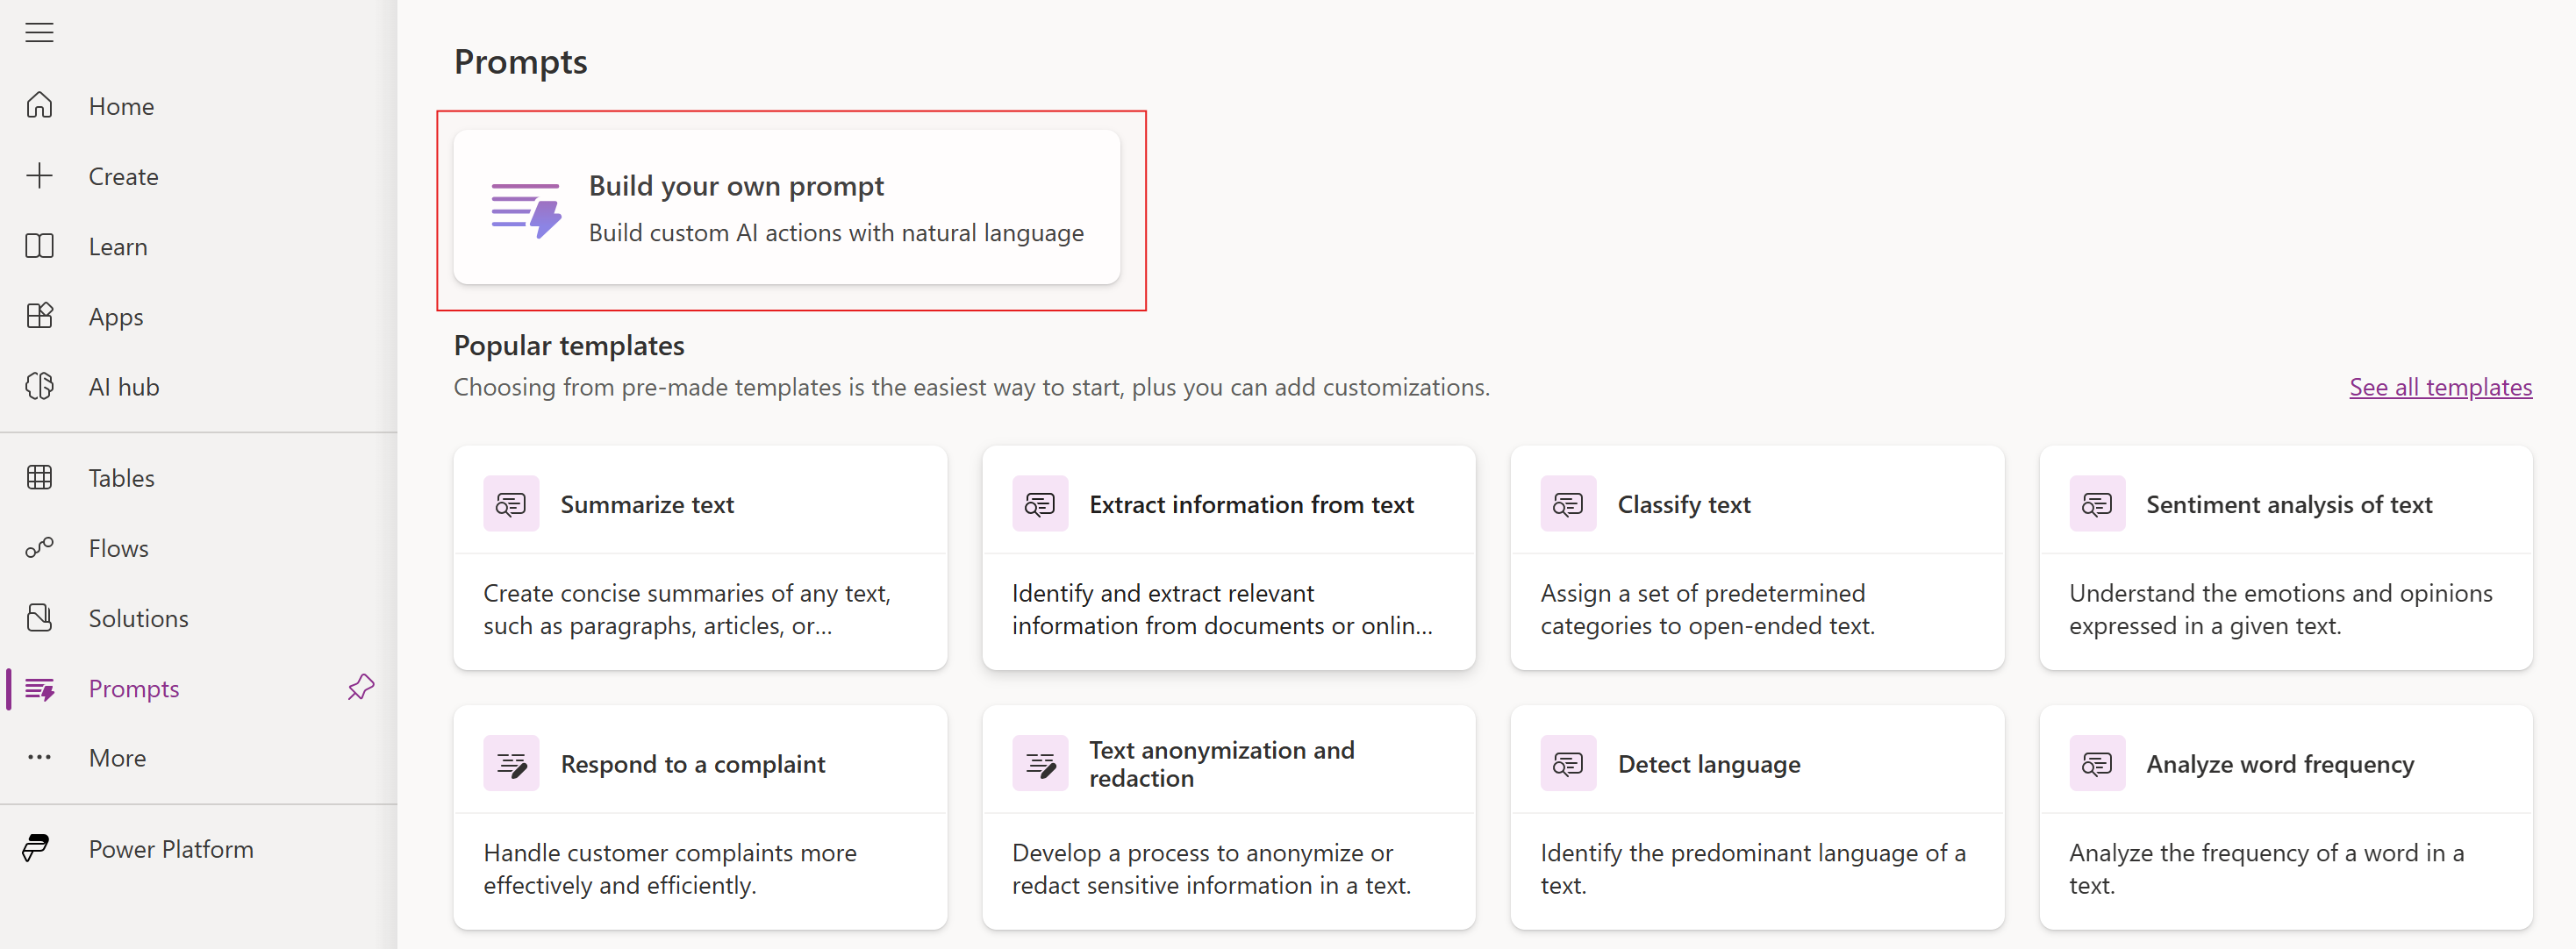 Home
Create
Learn
Apps
AI hub
Tables
Flows
Solutions
Prompts
More
Power Platform
Prompts
Build your own prompt
Build custom AI actions with natural language
Popular templates
Choosing from pre-made templates is the easiest way to start, plus you can add customizations.
See all templates
Summarize text
Create concise summaries of any text,
such as paragraphs, articles, or...
Extract information from text
Identify and extract relevant
information from documents or onlin...
Classify text
Assign a set of predetermined
categories to open-ended text.
Sentiment analysis of text
Understand the emotions and opinions
expressed in a given text.
Respond to a complaint
Handle customer complaints more
effectively and efficiently.
Text anonymization and
redaction
Develop a process to anonymize or
redact sensitive information in a text.
Detect language
Identify the predominant language of a
text.
Analyze word frequency
Analyze the frequency of a word in a
text.